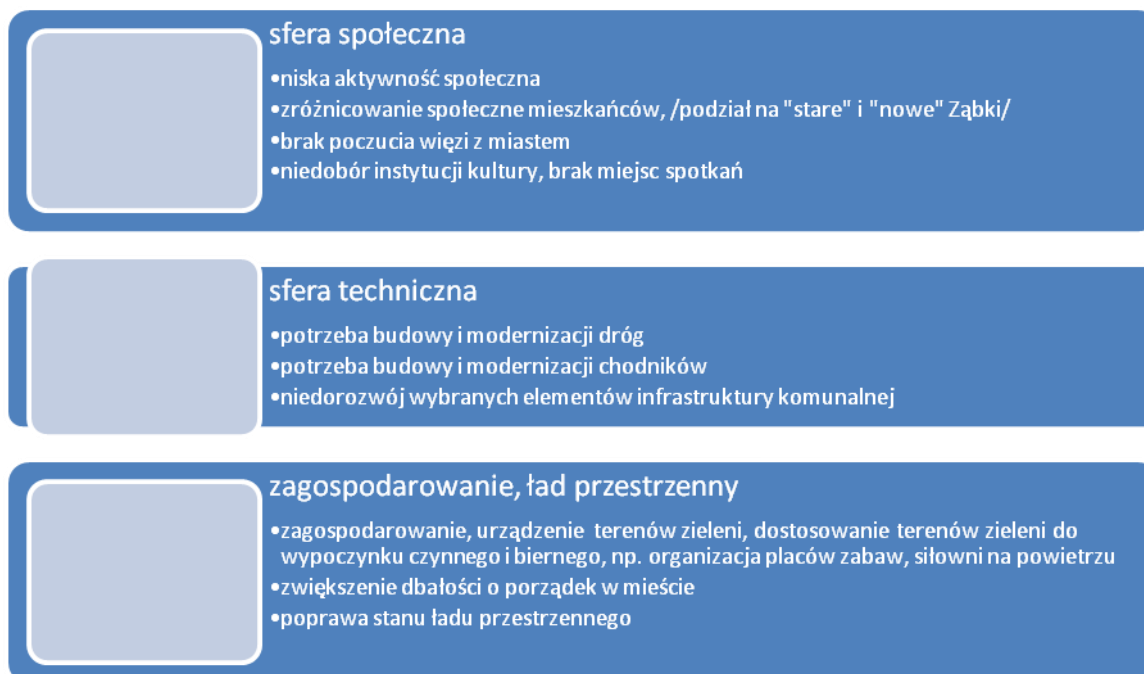 sfera społeczna
•niska aktywność społeczna
•zróżnicowanie społeczne mieszkańców, /podział na "stare" i "nowe" Ząbki/
•brak poczucia więzi z miastem
•niedobór instytucji kultury, brak miejsc spotkań
sfera techniczna
•potrzeba budowy i modernizacji dróg
•potrzeba budowy i modernizacji chodników
•niedorozwój wybranych elementów infrastruktury komunalnej
zagospodarowanie, ład przestrzenny
•zagospodarowanie, urządzenie terenów zieleni, dostosowanie terenów zieleni do
wypoczynku czynnego i biernego, np. organizacja placów zabaw, siłowni na powietrzu
•zwiększenie dbałości o porządek w mieście
•poprawa stanu ładu przestrzennego